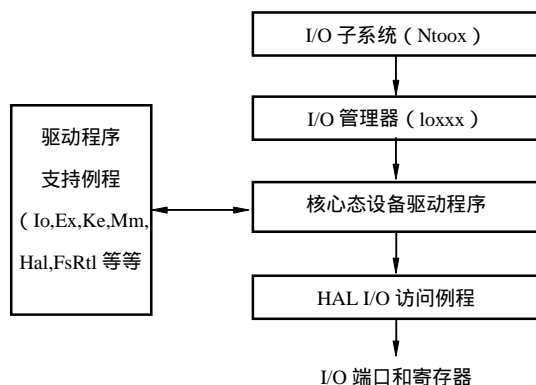 I/O 子系统（Ntoox）
I/O 管理器（loxxx）
驱动程序
支持例程
（Io,Ex,Ke,Mm,
Hal,FsRtl 等等
核心态设备驱动程序
HAL I/O 访问例程
I/O 端口和寄存器